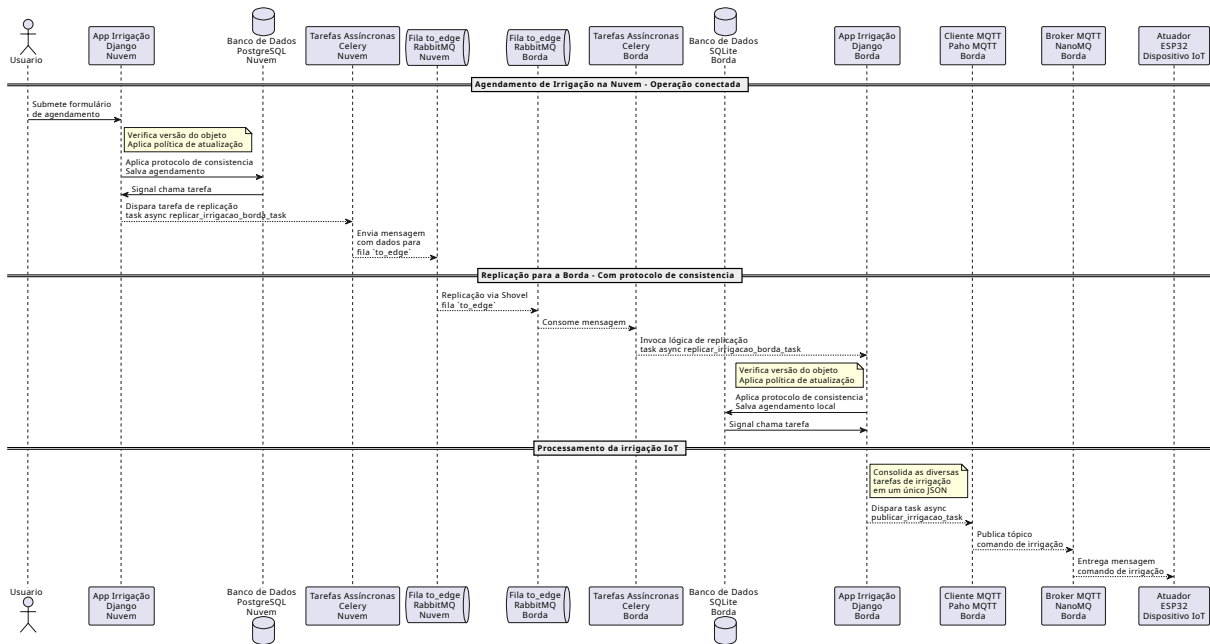 Usuario
App Irrigação
Django
Nuvem
Banco de Dados
PostgreSQL
Nuvem
Tarefas Assíncronas
Celery
Nuvem
Fila to_edge
RabbitMQ
Nuvem
Fila to_edge
RabbitMQ
Borda
Tarefas Assíncronas
Celery
Borda
Banco de Dados
SQLite
Borda
App Irrigação
Django
Borda
Cliente MQTT
Paho MQTT
Borda
Broker MQTT
NanoMQ
Borda
Atuador
ESP32
Dispositivo IoT
Agendamento de Irrigação na Nuvem - Operação conectada
Submete formulário
de agendamento
Verifica versão do objeto
Aplica política de atualização
Aplica protocolo de consistencia
Salva agendamento
Signal chama tarefa
Dispara tarefa de replicação
task async replicar_irrigacao_borda_task
Envia mensagem
com dados para
fila `to_edge`
Replicação para a Borda - Com protocolo de consistencia
Replicação via Shovel
fila `to_edge`
Consome mensagem
Invoca lógica de replicação
task async replicar_irrigacao_borda_task
Verifica versão do objeto
Aplica política de atualização
Aplica protocolo de consistencia
Salva agendamento local
Signal chama tarefa
Processamento da irrigação IoT
Consolida as diversas
tarefas de irrigação
em um único JSON
Dispara task async
publicar_irrigacao_task
Publica tópico
comando de irrigação
Entrega mensagem
comando de irrigação
Usuario
App Irrigação
Django
Nuvem
Banco de Dados
PostgreSQL
Nuvem
Tarefas Assíncronas
Celery
Nuvem
Fila to_edge
RabbitMQ
Nuvem
Fila to_edge
RabbitMQ
Borda
Tarefas Assíncronas
Celery
Borda
Banco de Dados
SQLite
Borda
App Irrigação
Django
Borda
Cliente MQTT
Paho MQTT
Borda
Broker MQTT
NanoMQ
Borda
Atuador
ESP32
Dispositivo IoT